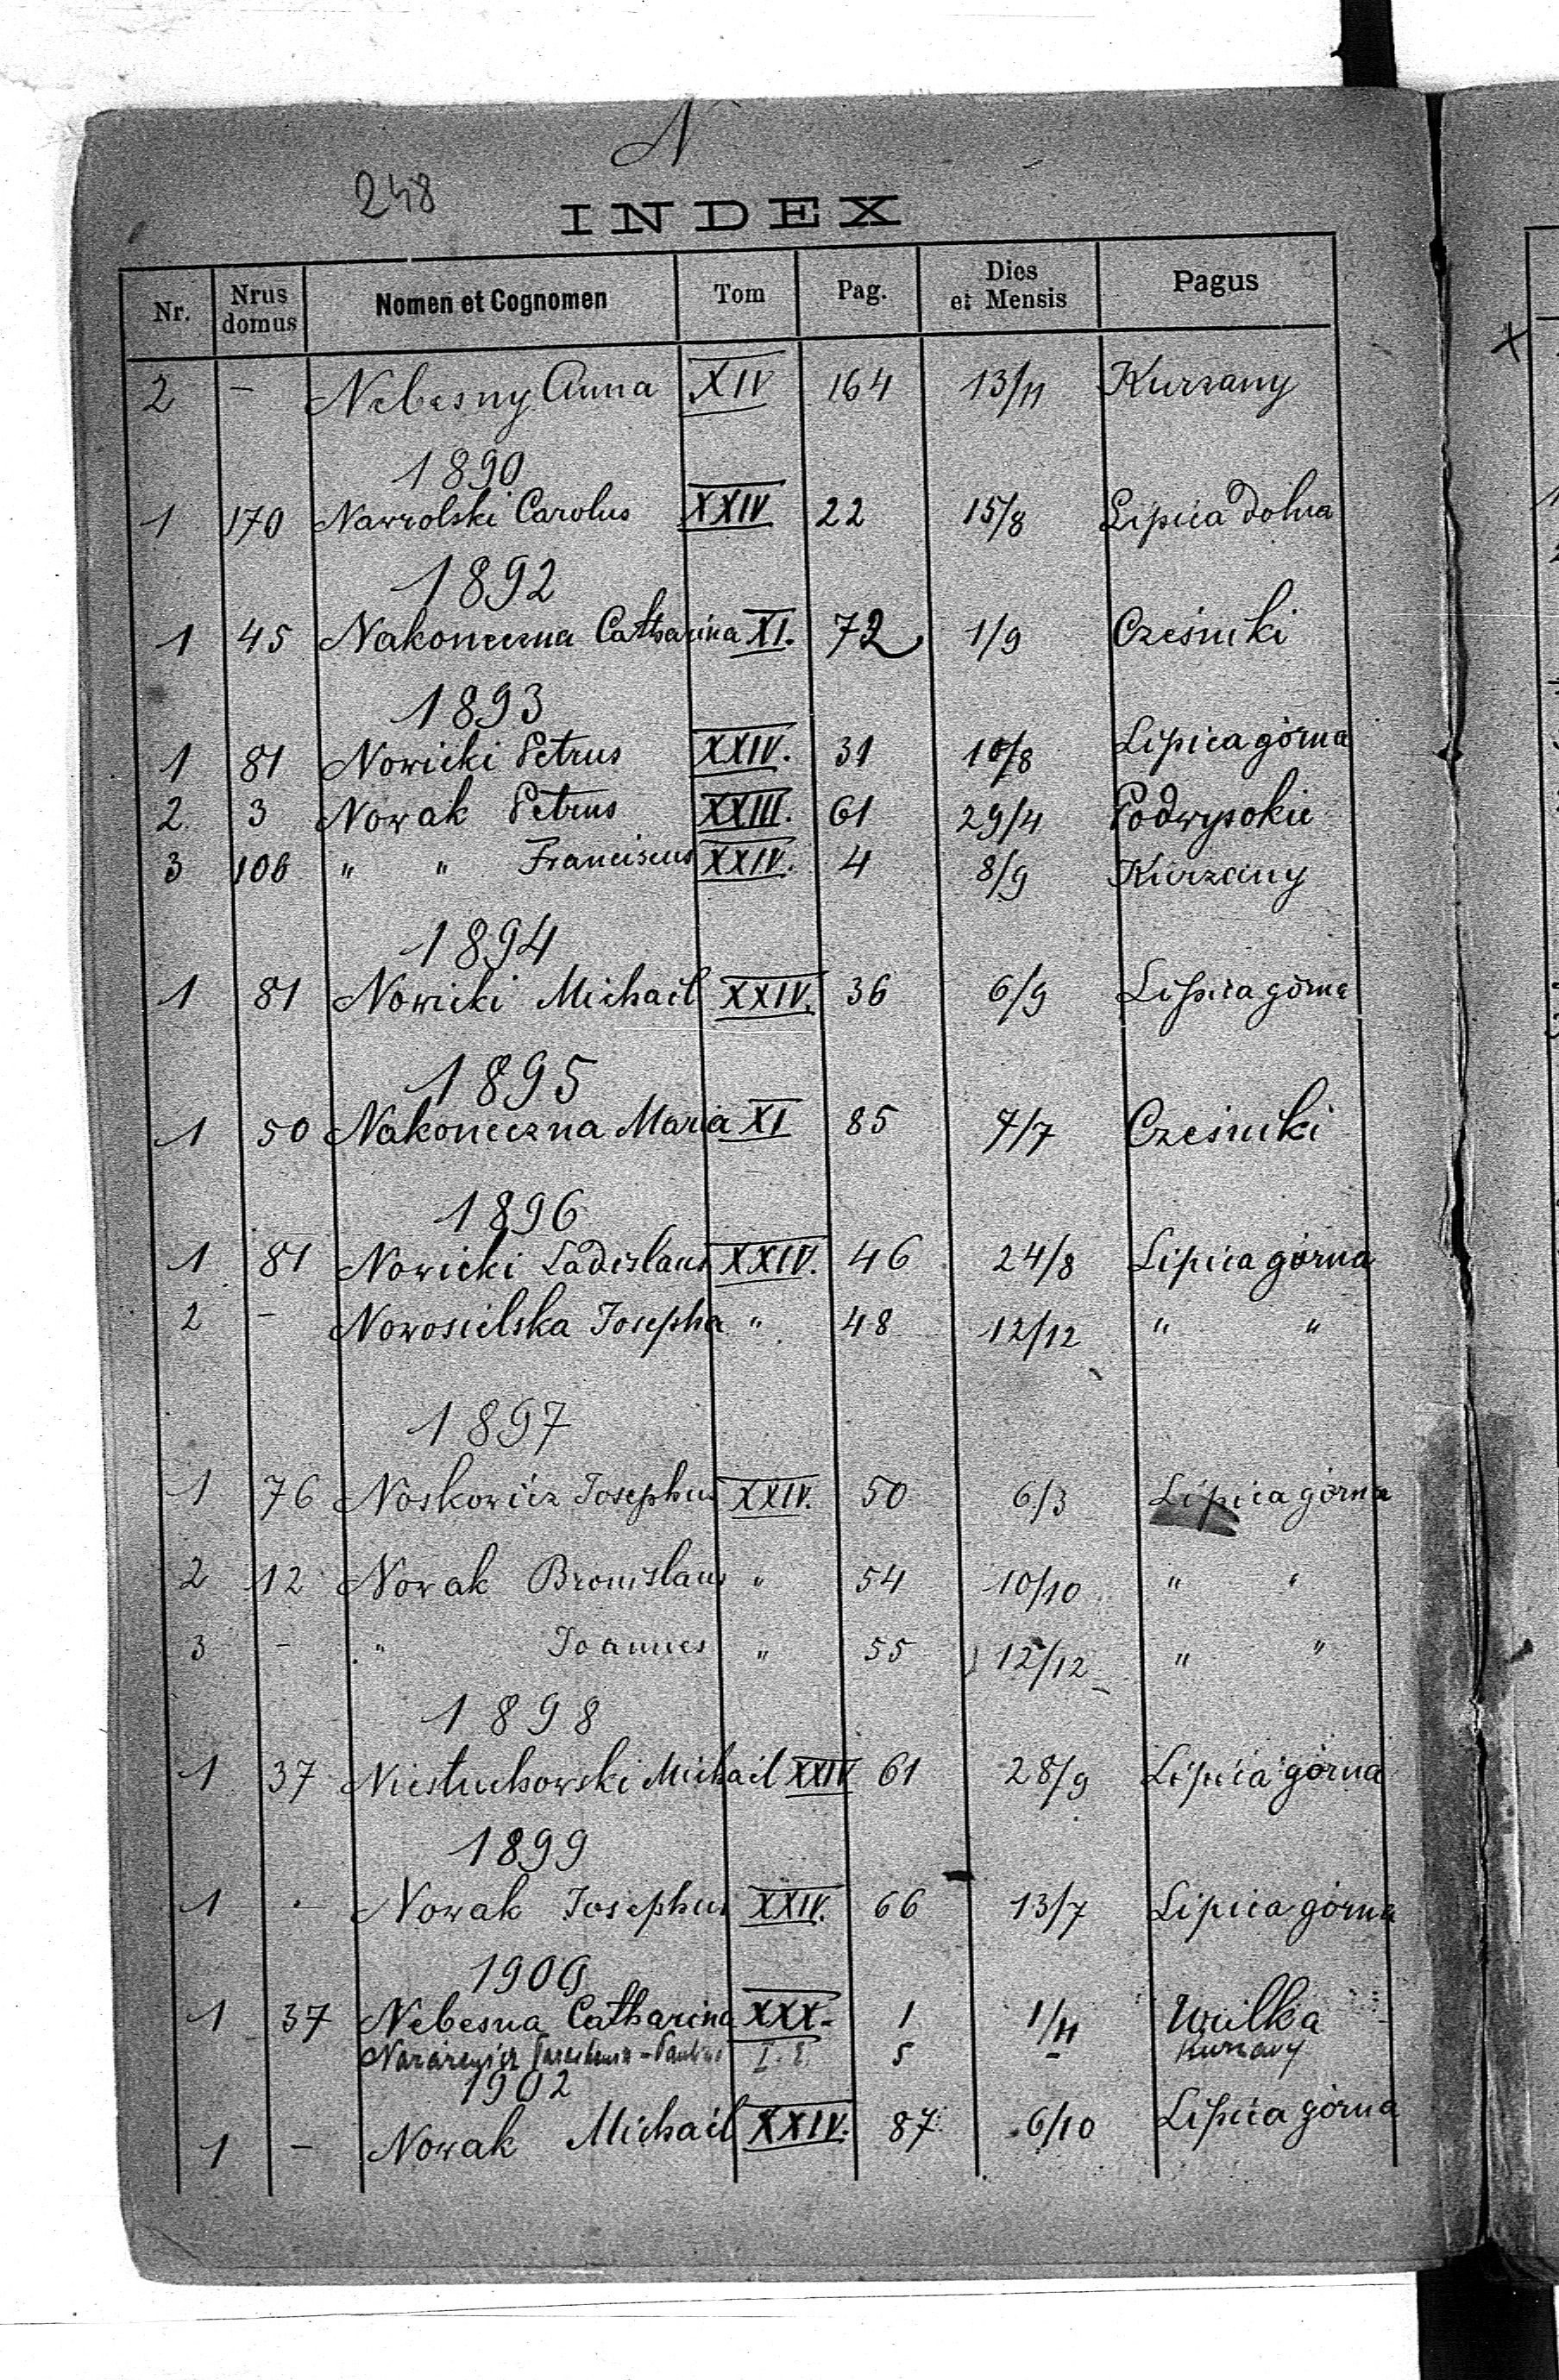 N
248
INDEX
Nr. Nrus domus Nomen et Cognomen Tom Pag. Dies et Mensis Pagus
2 – Nebesny Anna XIV 164 13/11 Kurzany
1890
1 170 Nawrolski Carolus XXIV 22 15/8 Lipica Dolna
1892
1 45 Nakoneczna Catharina XI. 72 1/9 Cześniki
1893
1 81 Nowicki Petrus XXIV. 31 10/8 Lipica górna
2 3 Nowak Petrus XXIII. 61 29/4 Podwysokie
3 106 " " Franciscus XXIV. 4 8/9 Kurzany
1894
1 81 Nowicki Michael XXIV. 36 6/9 Lipica górna
1895
1 50 Nakoneczna Maria XI 85 7/7 Cześniki
1896
1 81 Nowicki Ladislaus XXIV. 46 24/8 Lipica górna
2 – Nowosielska Josepha " 48 12/12 " "
1897
1 76 Noskowicz Josephus XXIV. 50 6/3 Lipica górna
2 12 Nowak Bronislaus " 54 10/10 " "
3 – " Joannes " 55 12/12 " "
1898
1 37 Niestuchowski Michael XXIV 61 28/9 Lipica górna
1899
1 . Nowak Josephus XXIV. 66 13/7 Lipica górna
1 37 Nebesna Catharina XXX. 1 1/11 Wulka
5 – Kurzany
1902
1 – Nowak Michael XXIV. 87 6/10 Lipica górna